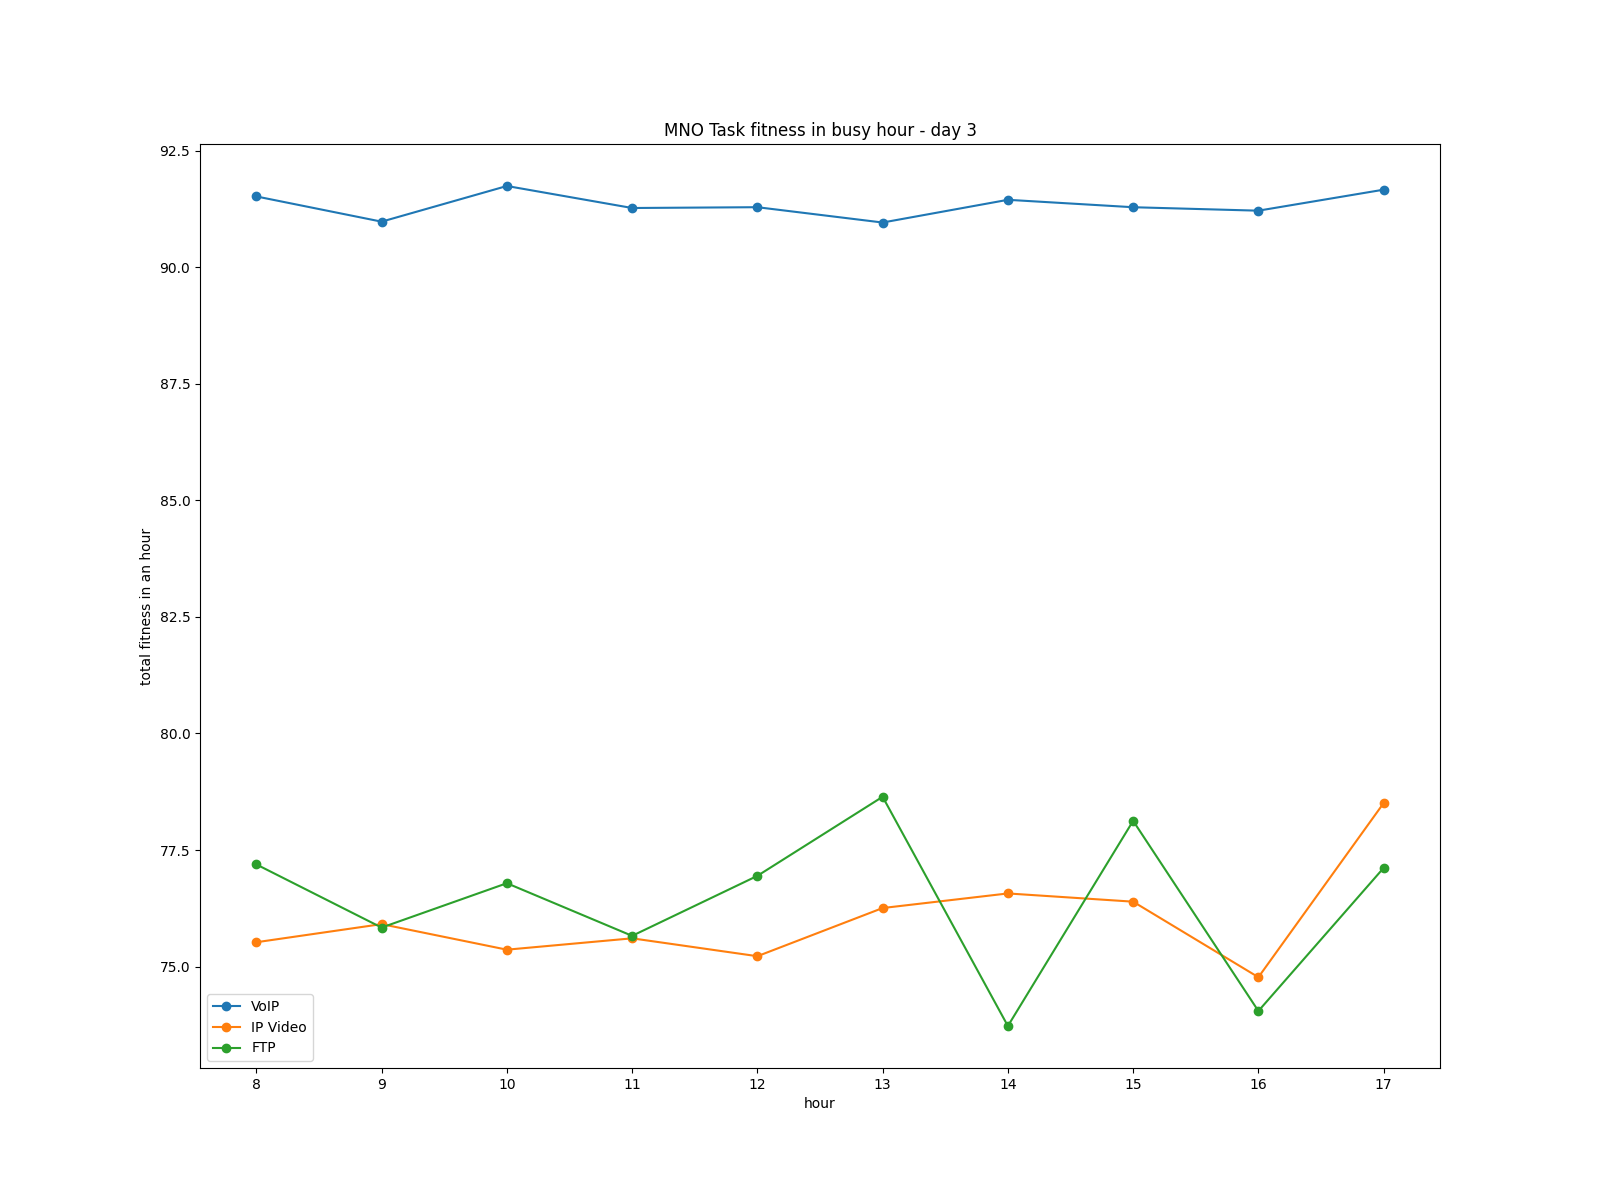 MNO Task fitness in busy hour - day 3
92.5
90.0
87.5
85.0
82.5
80.0
77.5
75.0
total fitness in an hour
VoIP
IP Video
FTP
8 9 10 11 12 13 14 15 16 17
hour